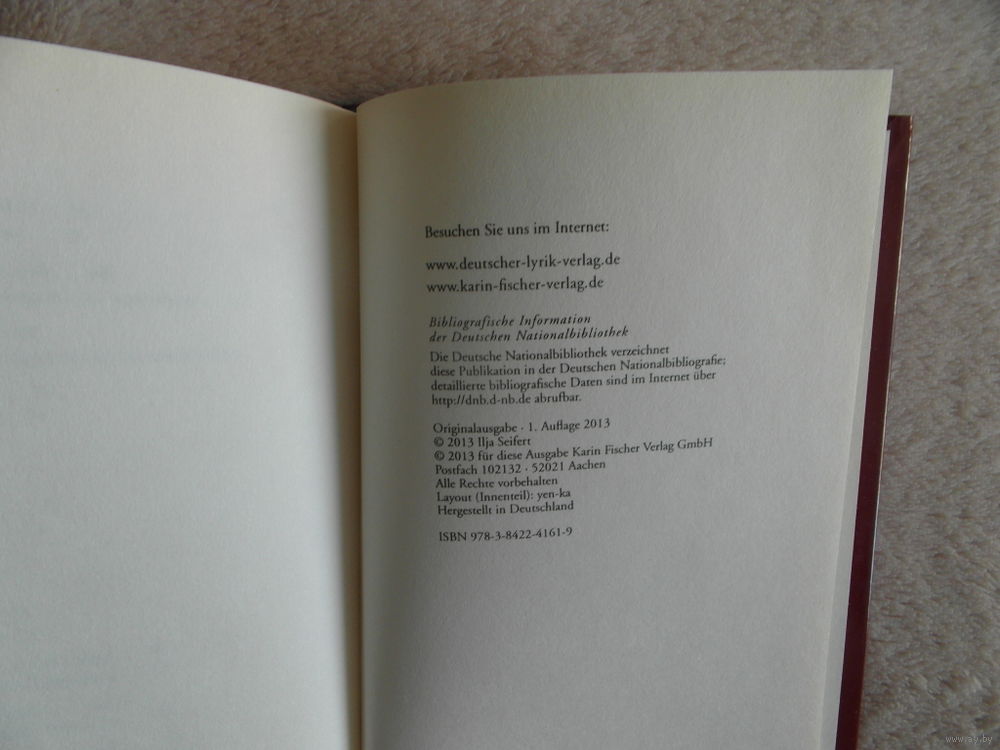 Besuchen Sie uns im Internet:
www.deutscher-lyrik-verlag.de
www.karin-fischer-verlag.de
Bibliografische Information
der Deutschen Nationalbibliothek
Die Deutsche Nationalbibliothek verzeichnet
diese Publikation in der Deutschen Nationalbibliografie;
detaillierte bibliografische Daten sind im Internet über
http://dnb.d-nb.de abrufbar.
Originalausgabe · 1. Auflage 2013
© 2013 Ilja Seifert
© 2013 für diese Ausgabe Karin Fischer Verlag GmbH
Postfach 102132 · 52021 Aachen
Alle Rechte vorbehalten
Layout (Innenteil): yen-ka
Hergestellt in Deutschland
ISBN 978-3-8422-4161-9
www.ay.by